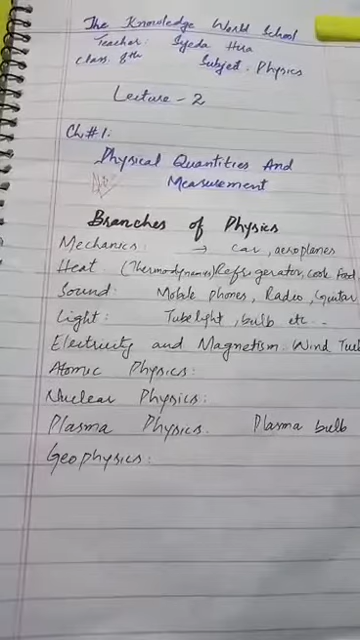 The Knowledge World School
Teacher: Syeda Hira
Class: 8th Subject: Physics
Lecture - 2
Ch#1:
Physical Quantities And
Measurement
Branches of Physics
Mechanics: → car, aeroplanes
Heat: (Thermodynamics) Refrigerator, cook food
Sound: Mobile phones, Radio, Guitar
Light: Tubelight, bulb etc..
Electricity and Magnetism: Wind
Atomic Physics:
Nuclear Physics:
Plasma Physics. Plasma bulb
Geophysics: